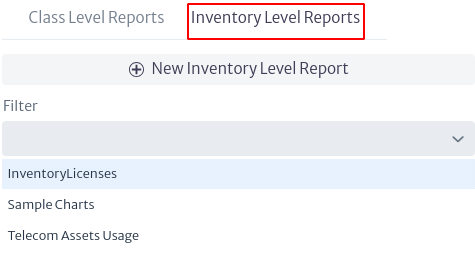 Class Level Reports Inventory Level Reports
New Inventory Level Report
Filter
InventoryLicenses
Sample Charts
Telecom Assets Usage